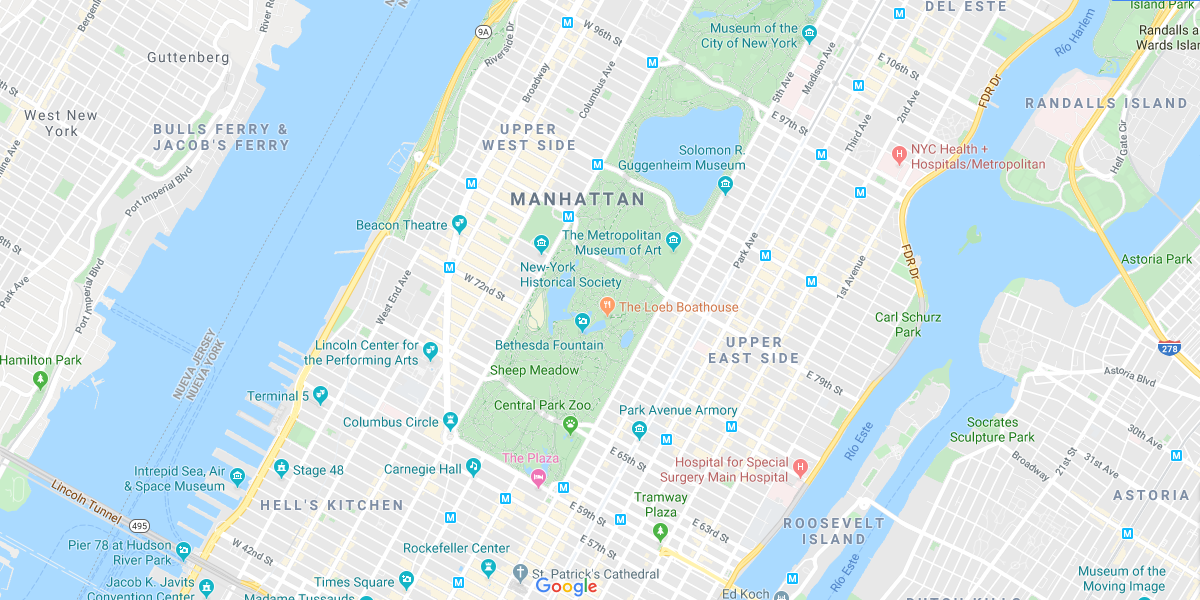 DEL ESTE
Island Park
Museum of the
City of New York
Randalls a
Wards Islan
Guttenberg
River Rd
Bergen
9A
Riverside Dr
W 96th St
Broadway
Columbus Ave
5th Ave
Madison Ave
E 106th St
Río Harlem
FDR Dr
RANDALLS ISLAND
West New
York
BULLS FERRY &
JACOB'S FERRY
UPPER
WEST SIDE
E 97th St
2nd Ave
Third Ave
Hell Gate Cir
Solomon R.
Guggenheim Museum
NYC Health +
Hospitals/Metropolitan
Port Imperial Blvd
MANHATTAN
Beacon Theatre
The Metropolitan
Museum of Art
Park Ave
FDR Dr
Astoria Park
New-York
Historical Society
W 72nd St
West End Ave
1st Avenue
Park Ave
Port Imperial Blvd
The Loeb Boathouse
Carl Schurz
Park
NUEVA JERSEY
NUEVA YORK
Bethesda Fountain
UPPER
EAST SIDE
278
Lincoln Center for
the Performing Arts
Hamilton Park
Sheep Meadow
E 79th St
Astoria Blvd
Terminal 5
Central Park Zoo
Park Avenue Armory
Columbus Circle
Socrates
Sculpture Park
30th Ave
Río Este
The Plaza
E 65th St
Hospital for Special
Surgery Main Hospital
Broadway
21st St
31st Ave
Carnegie Hall
Stage 48
Intrepid Sea, Air
& Space Museum
Lincoln Tunnel
495
HELL'S KITCHEN
Tramway
Plaza
ASTORIA
E 59th St
E 63rd St
ROOSEVELT
ISLAND
Pier 78 at Hudson
River Park
W 42nd St
Rockefeller Center
E 57th St
Río Este
Jacob K. Javits
Convention Center
Times Square
St. Patrick's Cathedral
Google
Museum of the
Moving Image
Madame Tussauds
Ed Koch
DUTCH KILLS